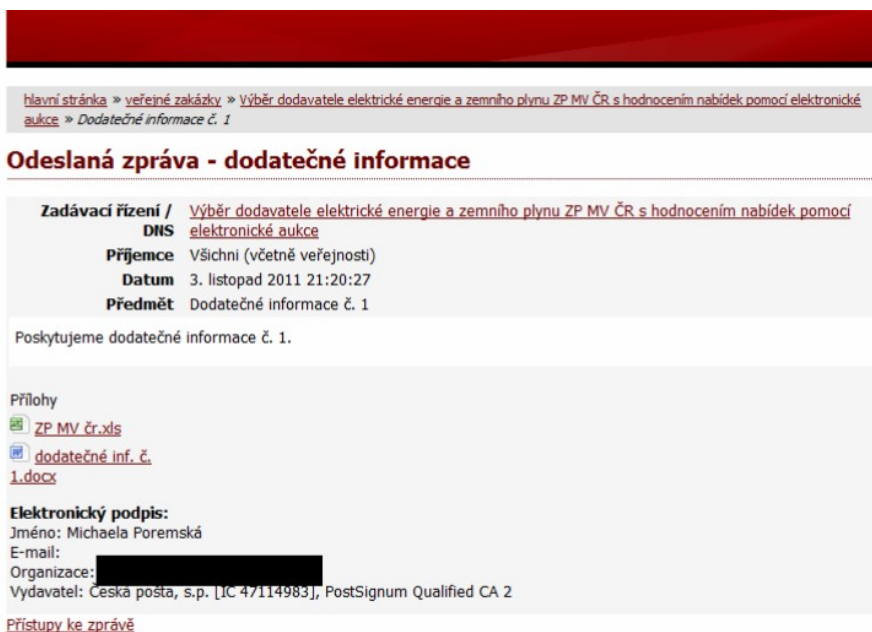 hlavní stránka » veřejné zakázky » Výběr dodavatele elektrické energie a zemního plynu ZP MV ČR s hodnocením nabídek pomocí elektronické
aukce » Dodatečné informace č. 1
Odeslaná zpráva - dodatečné informace
Zadávací řízení / Výběr dodavatele elektrické energie a zemního plynu ZP MV ČR s hodnocením nabídek pomocí
DNS elektronické aukce
Příjemce Všichni (včetně veřejnosti)
Datum 3. listopad 2011 21:20:27
Předmět Dodatečné informace č. 1
Poskytujeme dodatečné informace č. 1.
Přílohy
ZP MV čr.xls
dodatečné inf. č.
1.docx
Elektronický podpis:
Jméno: Michaela Poremská
E-mail:
Organizace:
Vydavatel: Česká pošta, s.p. [IČ 47114983], PostSignum Qualified CA 2
Přístupy ke zprávě